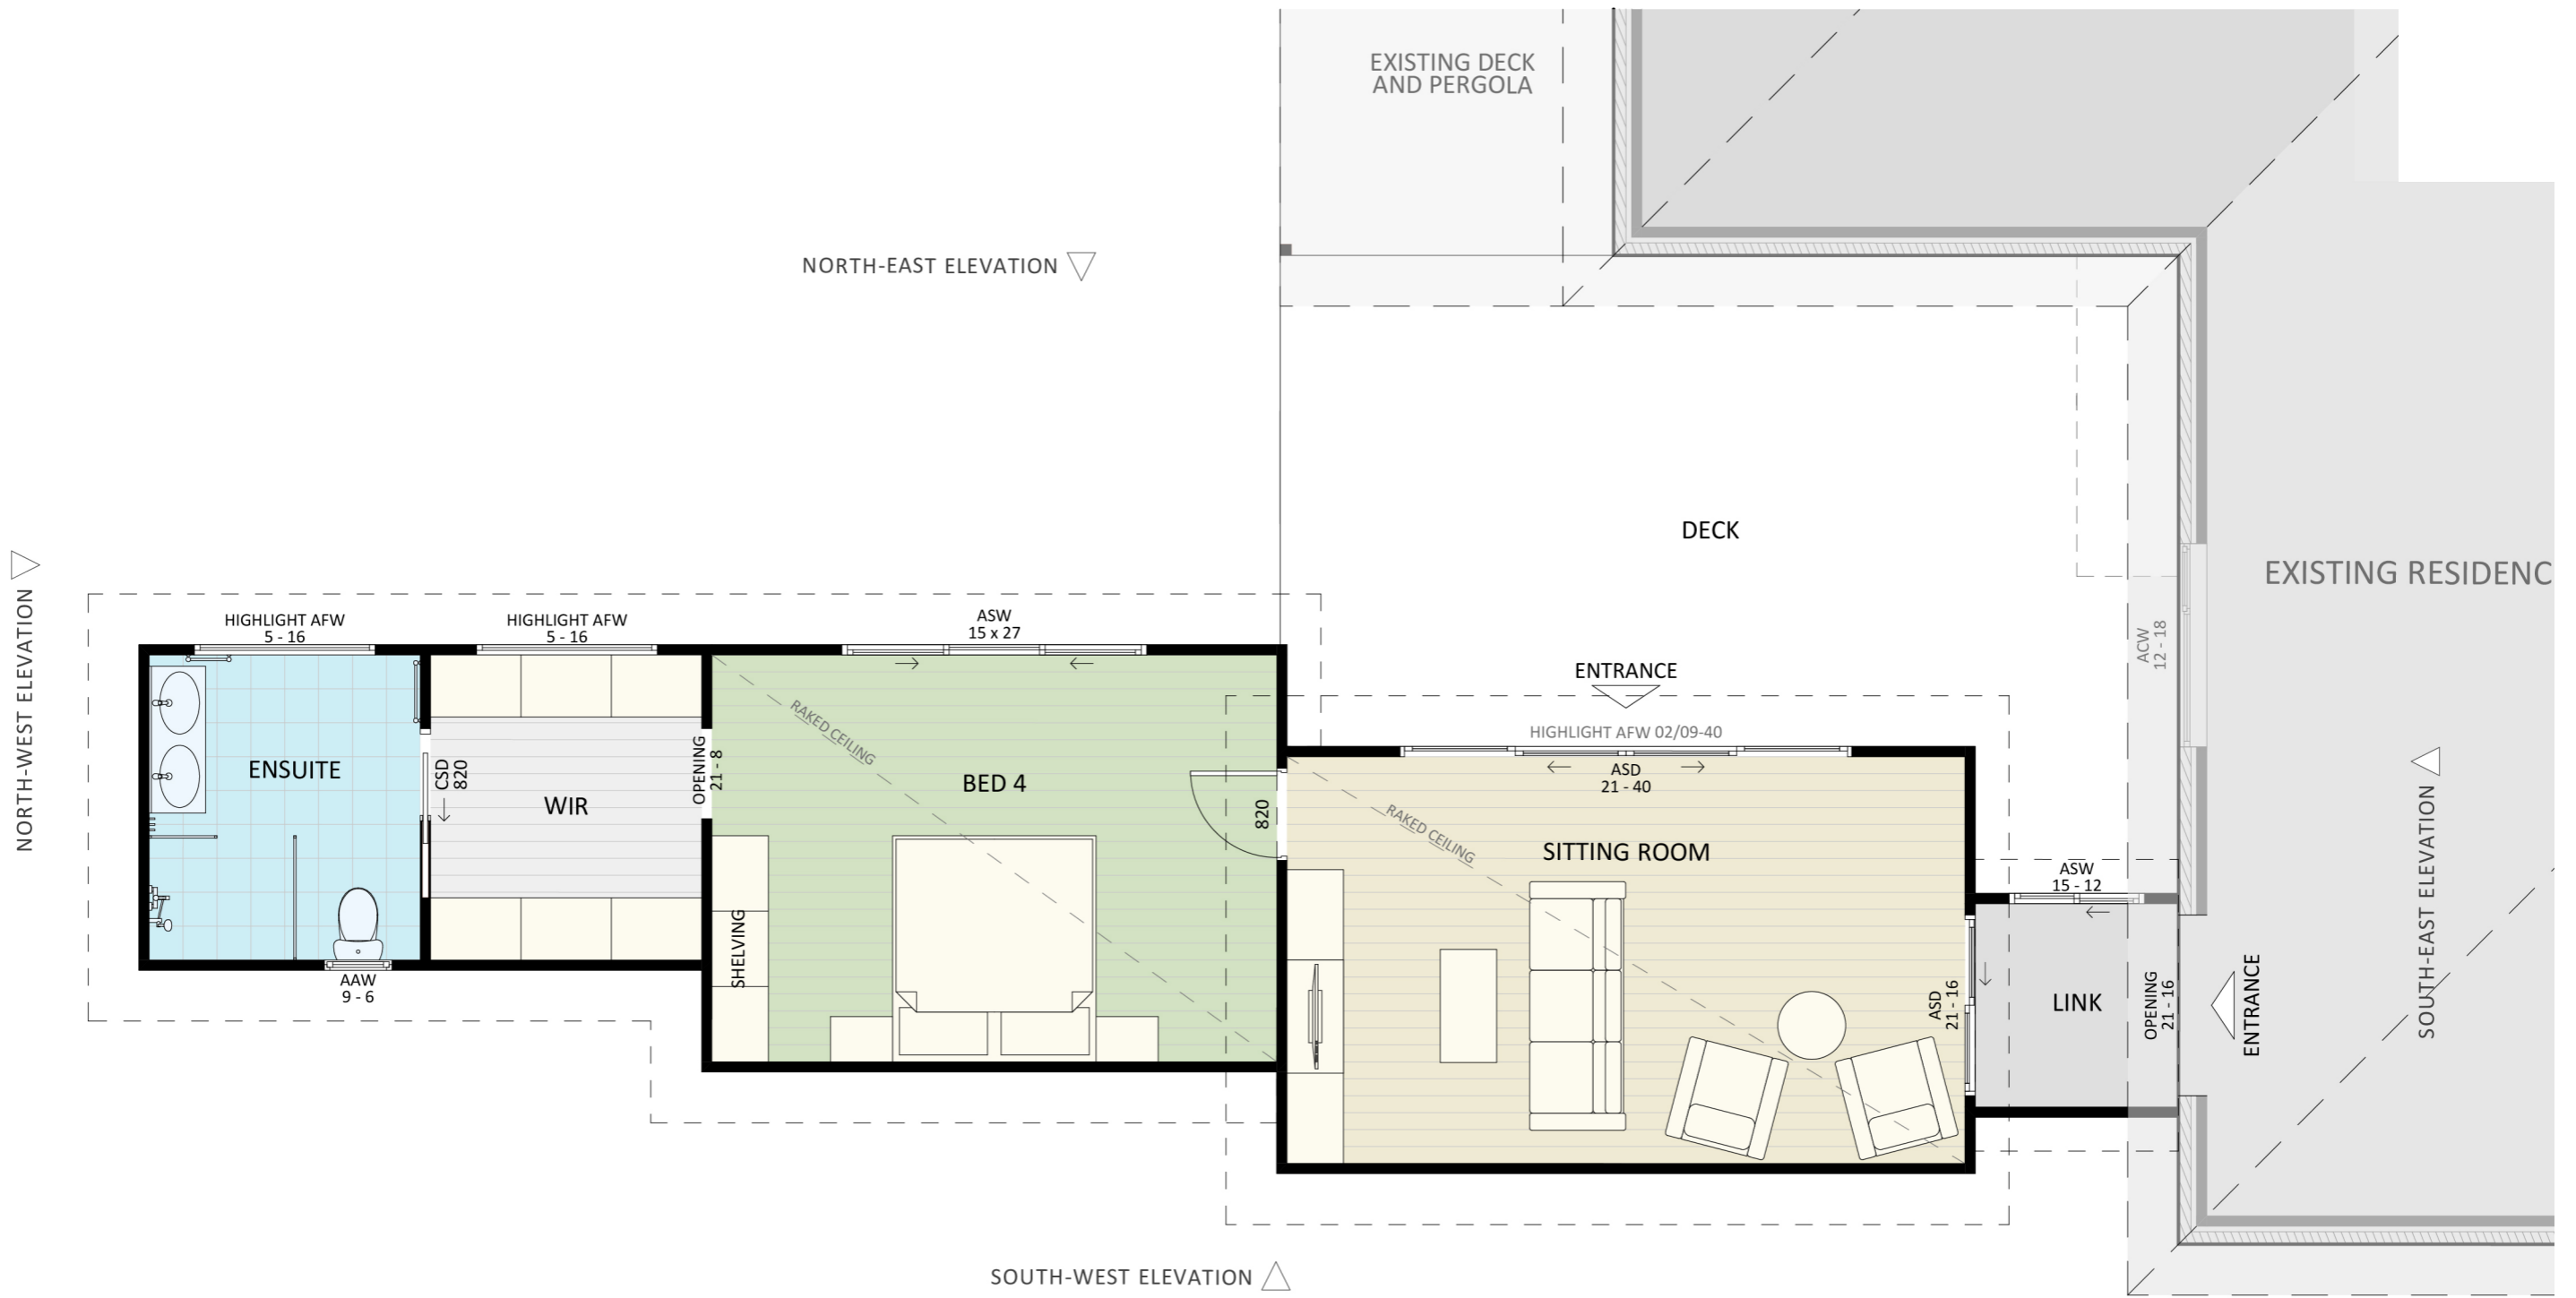 EXISTING DECK
AND PERGOLA
NORTH-EAST ELEVATION
DECK
EXISTING RESIDENC
NORTH-WEST ELEVATION
HIGHLIGHT AFW
5 - 16
HIGHLIGHT AFW
5 - 16
ASW
15 x 27
ACW
12 - 18
ENTRANCE
HIGHLIGHT AFW 02/09-40
ASD
21 - 40
RAKED CEILING
ENSUITE
CSD
820
WIR
OPENING
21 - 8
BED 4
820
RAKED CEILING
SITTING ROOM
SHELVING
AAW
9 - 6
ASW
15 - 12
ASD
21 - 16
LINK
OPENING
21 - 16
ENTRANCE
SOUTH-EAST ELEVATION
SOUTH-WEST ELEVATION